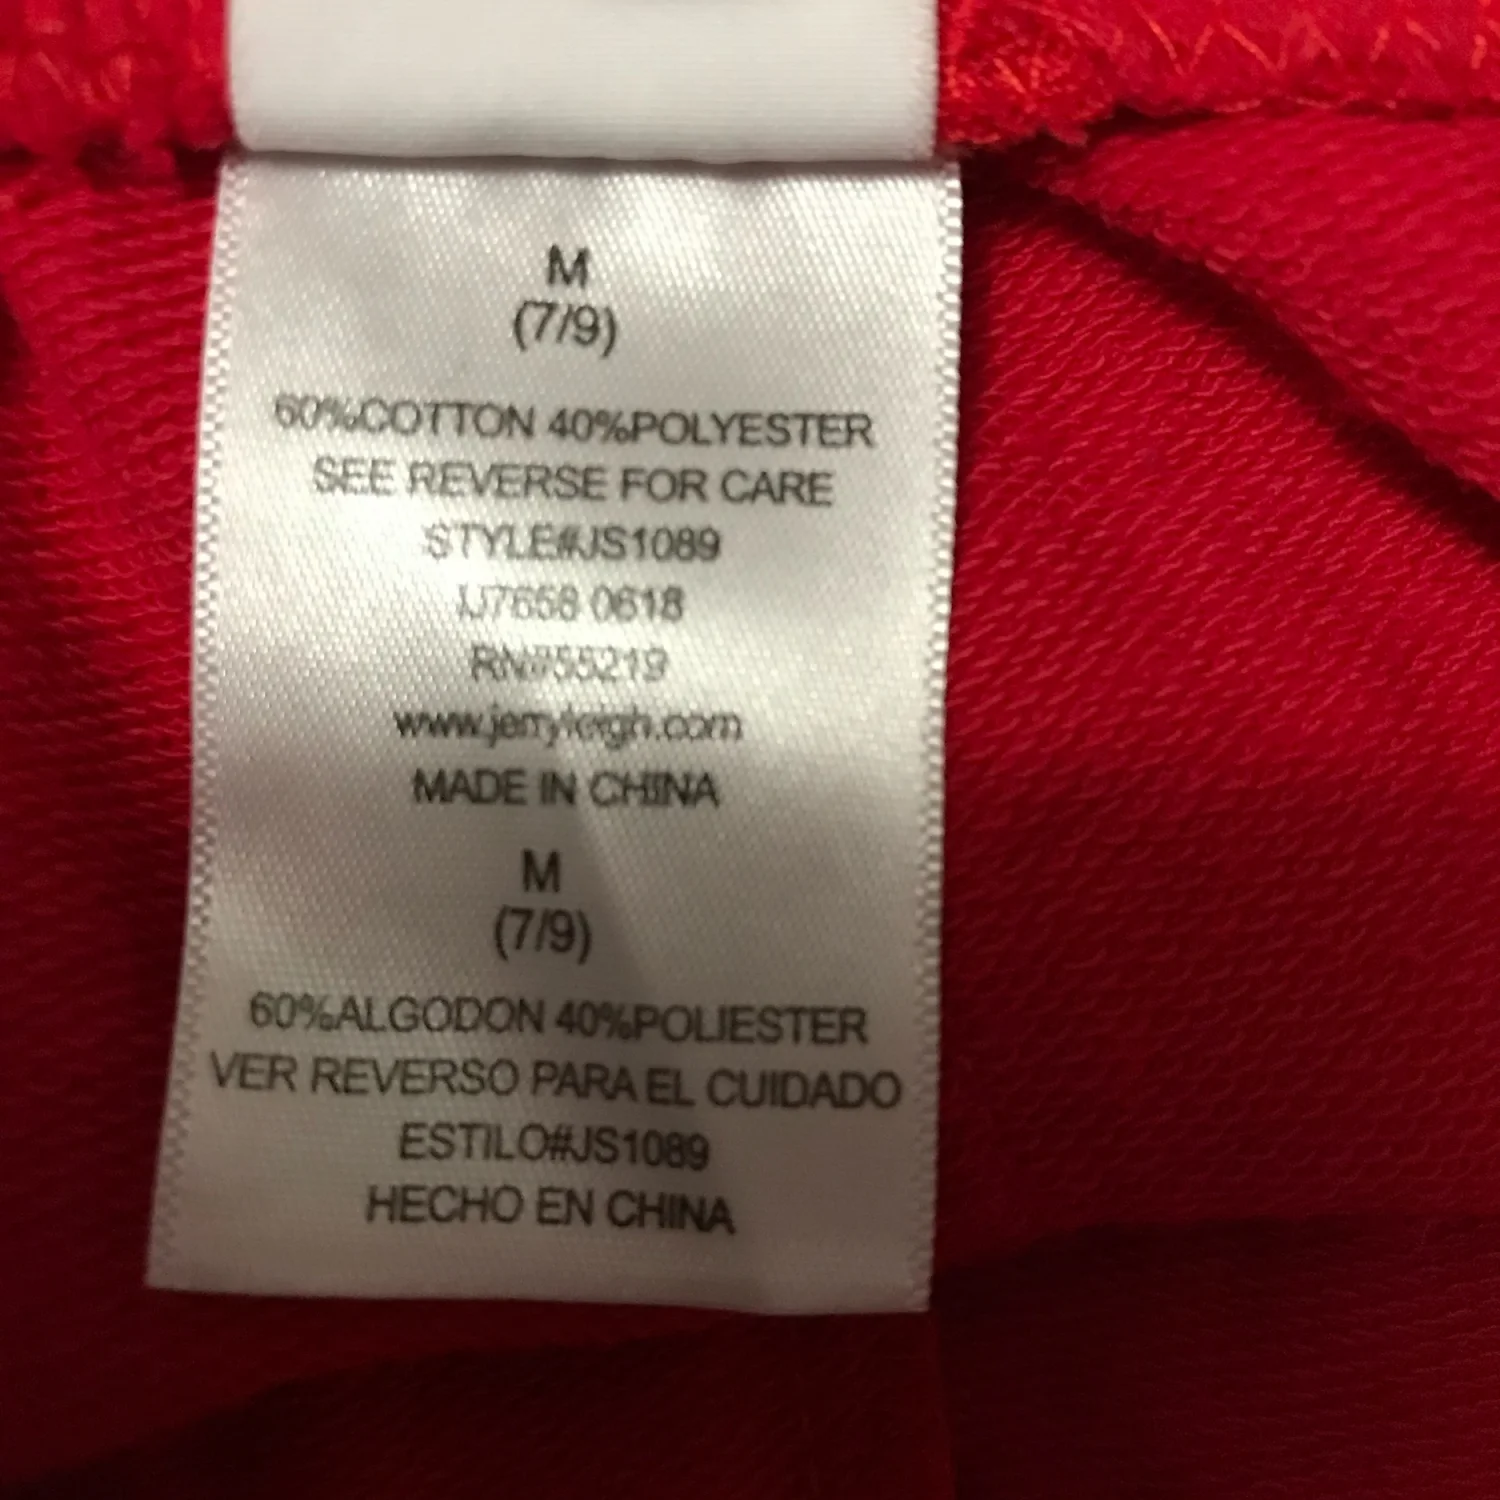 M
(7/9)
60%COTTON 40%POLYESTER
SEE REVERSE FOR CARE
STYLE#JS1089
IJ7658 0618
RN#55219
www.jerryleigh.com
MADE IN CHINA
M
(7/9)
60%ALGODON 40%POLIESTER
VER REVERSO PARA EL CUIDADO
ESTILO#JS1089
HECHO EN CHINA